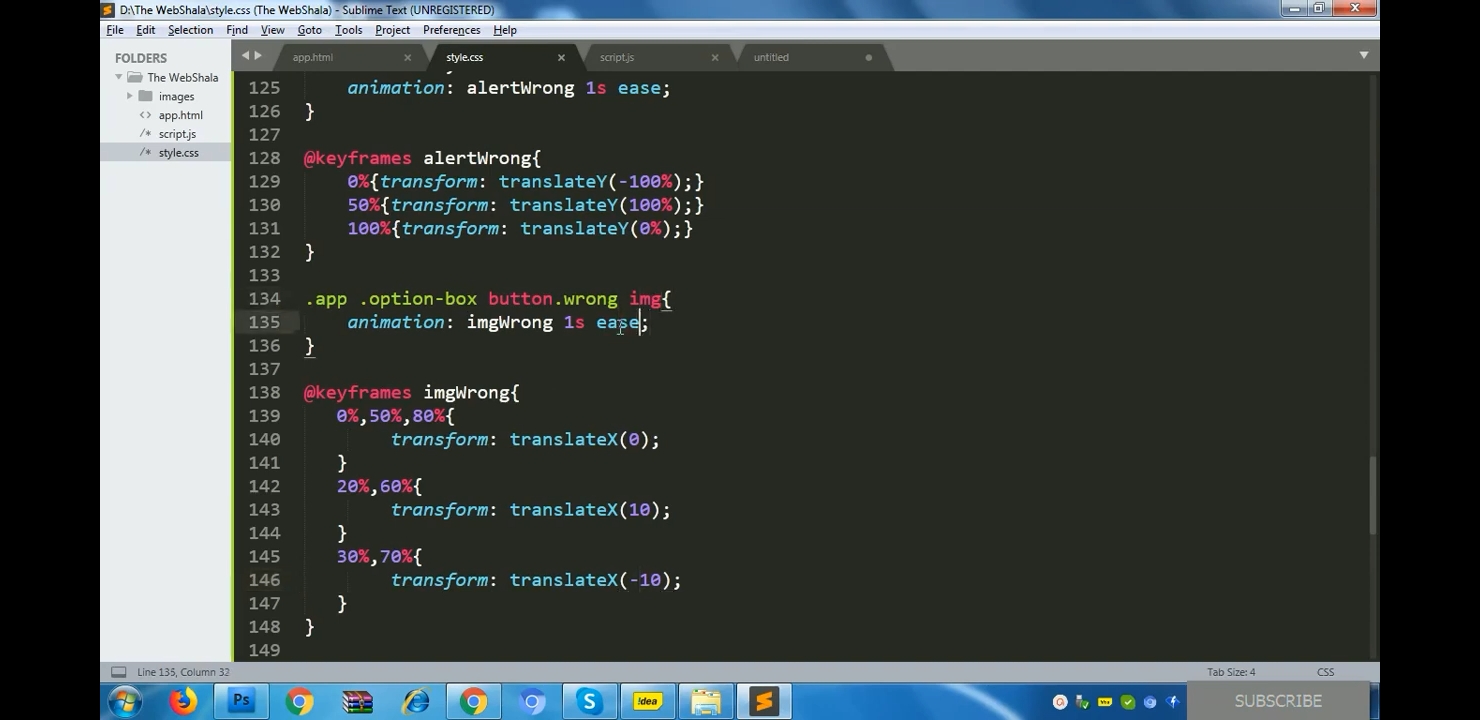 D:\The WebShala\style.css (The WebShala) - Sublime Text (UNREGISTERED)
File Edit Selection Find View Goto Tools Project Preferences Help
FOLDERS
The WebShala
images
app.html
script.js
style.css
app.html style.css script.js untitled
125 animation: alertWrong 1s ease;
126 }
127
128 @keyframes alertWrong{
129 0%{transform: translateY(-100%);}
130 50%{transform: translateY(100%);}
131 100%{transform: translateY(0%);}
132 }
133
134 .app .option-box button.wrong img{
135 animation: imgWrong 1s ease;
136 }
137
138 @keyframes imgWrong{
139 0%,50%,80%{
140 transform: translateX(0);
141 }
142 20%,60%{
143 transform: translateX(10);
144 }
145 30%,70%{
146 transform: translateX(-10);
147 }
148 }
149
Line 135, Column 32 Tab Size: 4 CSS
Ps !dea SUBSCRIBE